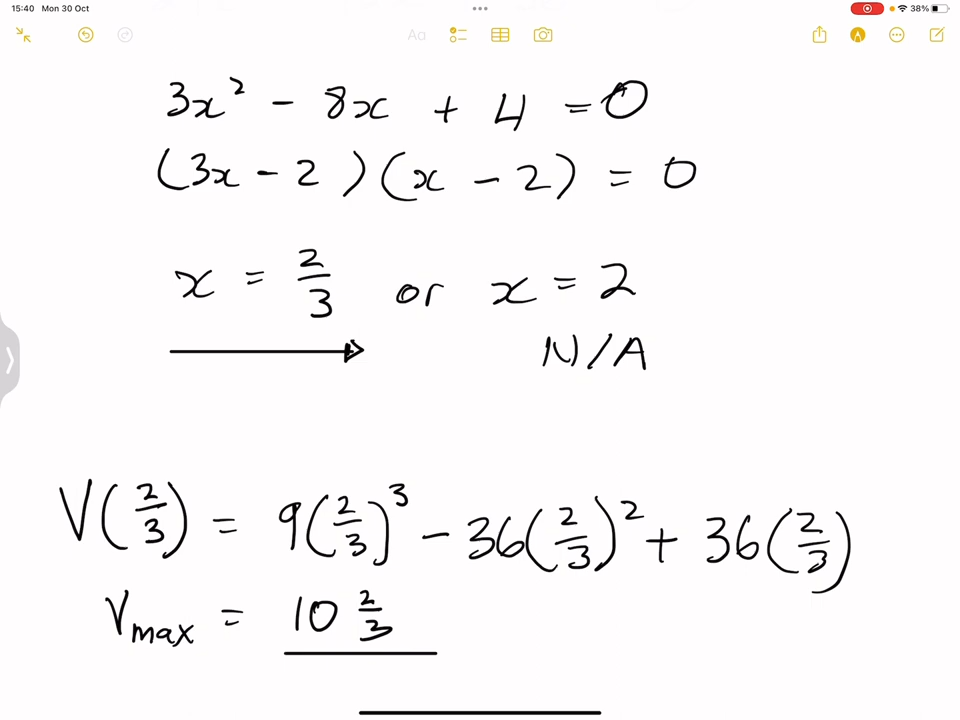 15:40 Mon 30 Oct 38%
Aa
3x² - 8x + 4 = 0
(3x - 2)(x - 2) = 0
x = 2/3 or x = 2
N/A
V(2/3) = 9(2/3)³ - 36(2/3)² + 36(2/3)
Vmax = 10 2/3